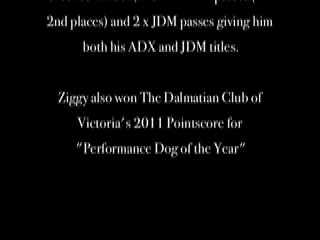 2nd places) and 2 x JDM passes giving him
both his ADX and JDM titles.
Ziggy also won The Dalmatian Club of
Victoria's 2011 Pointscore for
"Performance Dog of the Year"